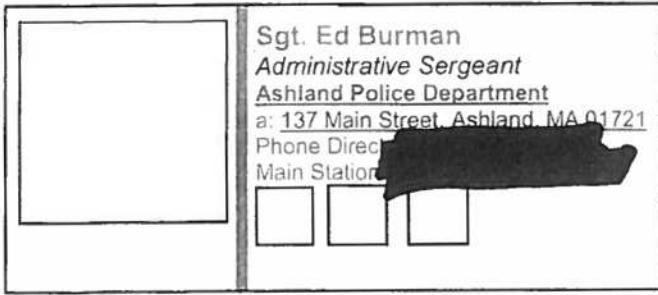 Sgt. Ed Burman
Administrative Sergeant
Ashland Police Department
a: 137 Main Street, Ashland, MA 01721
Phone Direc
Main Station